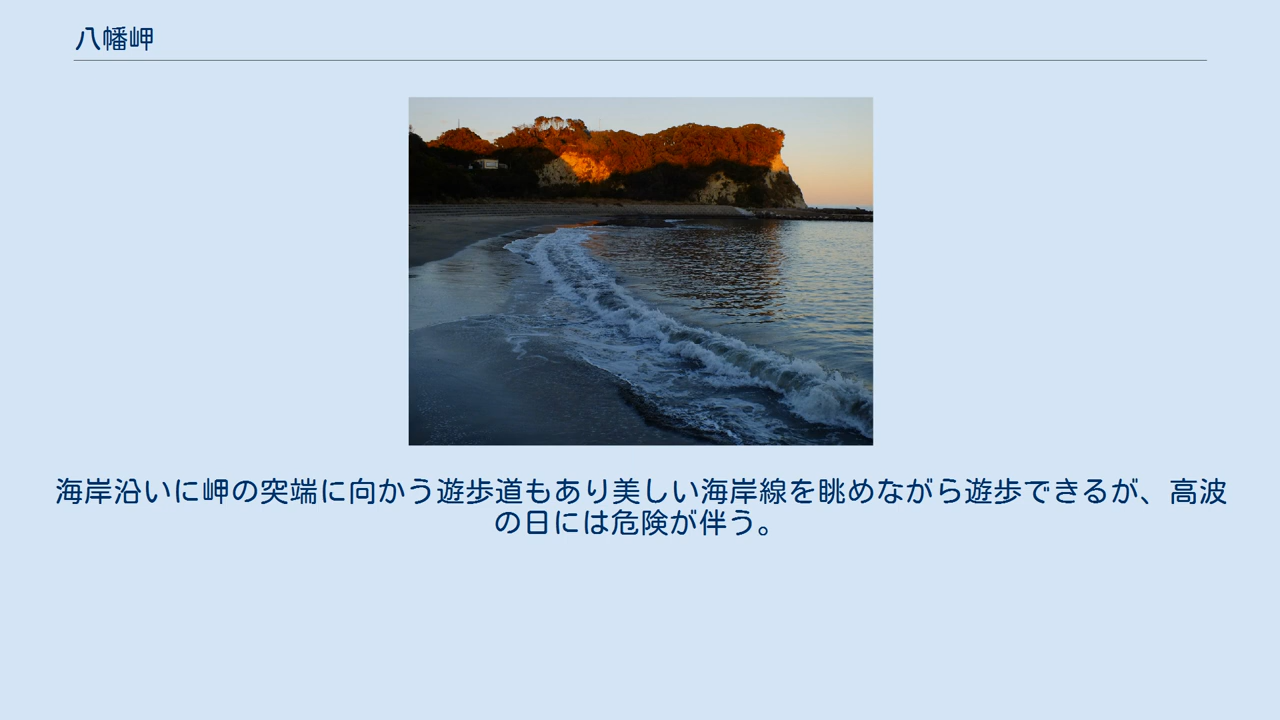 八幡岬
海岸沿いに岬の突端に向かう遊歩道もあり美しい海岸線を眺めながら遊歩できるが、高波
の日には危険が伴う。